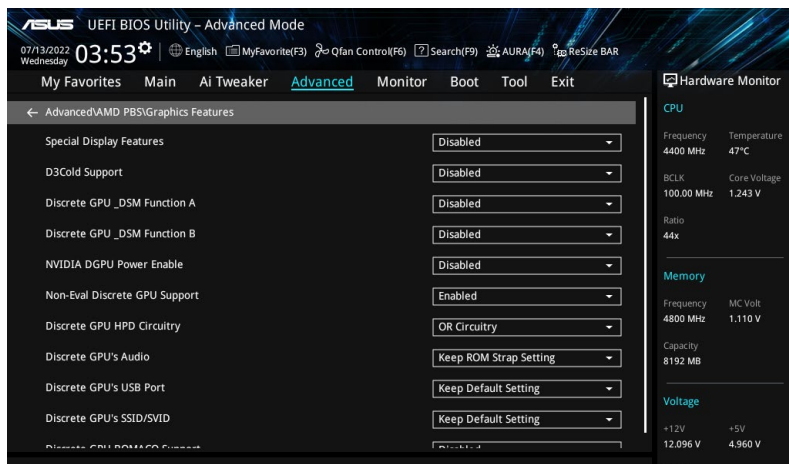 ASUS UEFI BIOS Utility – Advanced Mode
07/13/2022 Wednesday 03:53 English MyFavorite(F3) Qfan Control(F6) ? Search(F9) AURA(F4) ReSize BAR
My Favorites Main Ai Tweaker Advanced Monitor Boot Tool Exit
← Advanced\AMD PBS\Graphics Features
Special Display Features Disabled
D3Cold Support Disabled
Discrete GPU _DSM Function A Disabled
Discrete GPU _DSM Function B Disabled
NVIDIA DGPU Power Enable Disabled
Non-Eval Discrete GPU Support Enabled
Discrete GPU HPD Circuitry OR Circuitry
Discrete GPU's Audio Keep ROM Strap Setting
Discrete GPU's USB Port Keep Default Setting
Discrete GPU's SSID/SVID Keep Default Setting
Discrete GPU BOMACO Support Disabled
Hardware Monitor
CPU
Frequency Temperature
4400 MHz 47°C
BCLK Core Voltage
100.00 MHz 1.243 V
Ratio
44x
Memory
Frequency MC Volt
4800 MHz 1.110 V
Capacity
8192 MB
Voltage
+12V +5V
12.096 V 4.960 V